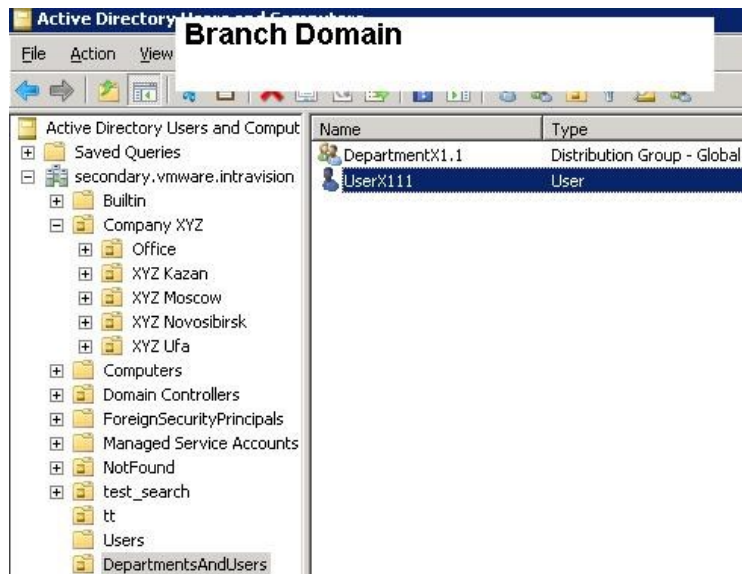 Active Directory Users and Computers
Branch Domain
File Action View
Active Directory Users and Comput
Saved Queries
secondary.vmware.intravision
Builtin
Company XYZ
Office
XYZ Kazan
XYZ Moscow
XYZ Novosibirsk
XYZ Ufa
Computers
Domain Controllers
ForeignSecurityPrincipals
Managed Service Accounts
NotFound
test_search
tt
Users
DepartmentsAndUsers
Name Type
DepartmentX1.1 Distribution Group - Global
UserX111 User